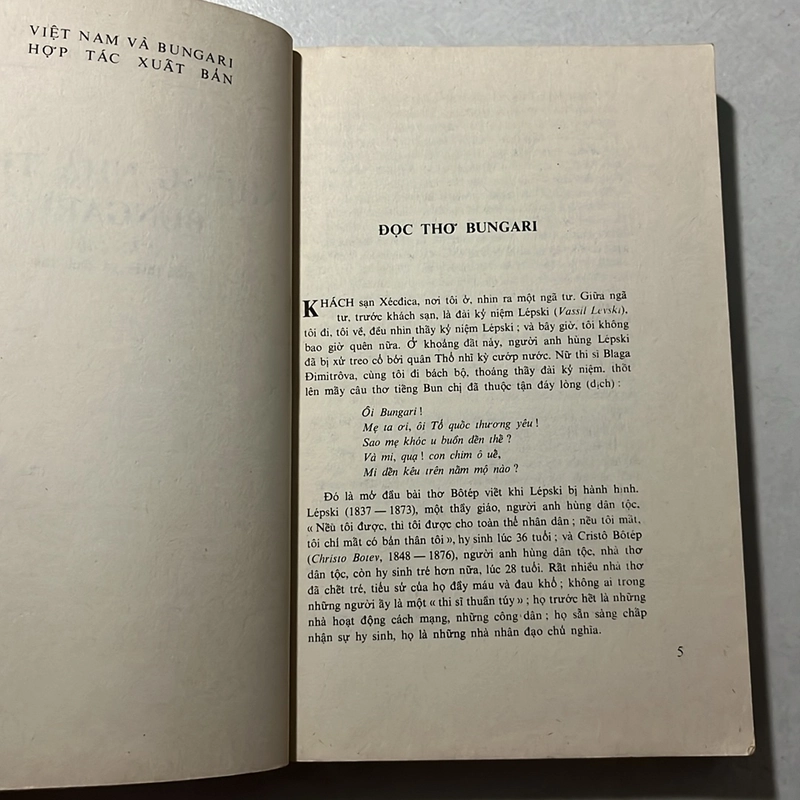 VIỆT NAM VÀ BUNGARI
HỢP TÁC XUẤT BẢN
ĐỌC THƠ BUNGARI
KHÁCH sạn Xécđica, nơi tôi ở, nhìn ra một ngã tư. Giữa ngã
tư, trước khách sạn, là đài kỷ niệm Lépski (Vassil Levski),
tôi đi, tôi về, đều nhìn thấy kỷ niệm Lépski ; và bây giờ, tôi không
bao giờ quên nữa. Ở khoảng đất này, người anh hùng Lépski
đã bị xử treo cổ bởi quân Thổ nhĩ kỳ cướp nước. Nữ thi sĩ Blaga
Đimitrôva, cùng tôi đi bách bộ, thoáng thấy đài kỷ niệm, thốt
lên mấy câu thơ tiếng Bun chị đã thuộc tận đáy lòng (dịch) :
Ôi Bungari !
Mẹ ta ơi, ôi Tổ quốc thương yêu !
Sao mẹ khóc u buồn đến thế ?
Và mi, quạ ! con chim ô uế,
Mi đến kêu trên nấm mộ nào ?
Đó là mở đầu bài thơ Bôtép viết khi Lépski bị hành hình.
Lépski (1837 — 1873), một thầy giáo, người anh hùng dân tộc,
« Nếu tôi được, thì tôi được cho toàn thể nhân dân ; nếu tôi mất,
tôi chỉ mất có bản thân tôi », hy sinh lúc 36 tuổi ; và Cristô Bôtép
(Christo Botev, 1848 — 1876), người anh hùng dân tộc, nhà thơ
dân tộc, còn hy sinh trẻ hơn nữa, lúc 28 tuổi. Rất nhiều nhà thơ
đã chết trẻ, tiểu sử của họ đẫy máu và đau khổ ; không ai trong
những người ấy là một « thi sĩ thuần túy » ; họ trước hết là những
nhà hoạt động cách mạng, những công dân ; họ sẵn sàng chấp
nhận sự hy sinh, họ là những nhà nhân đạo chủ nghĩa.
5